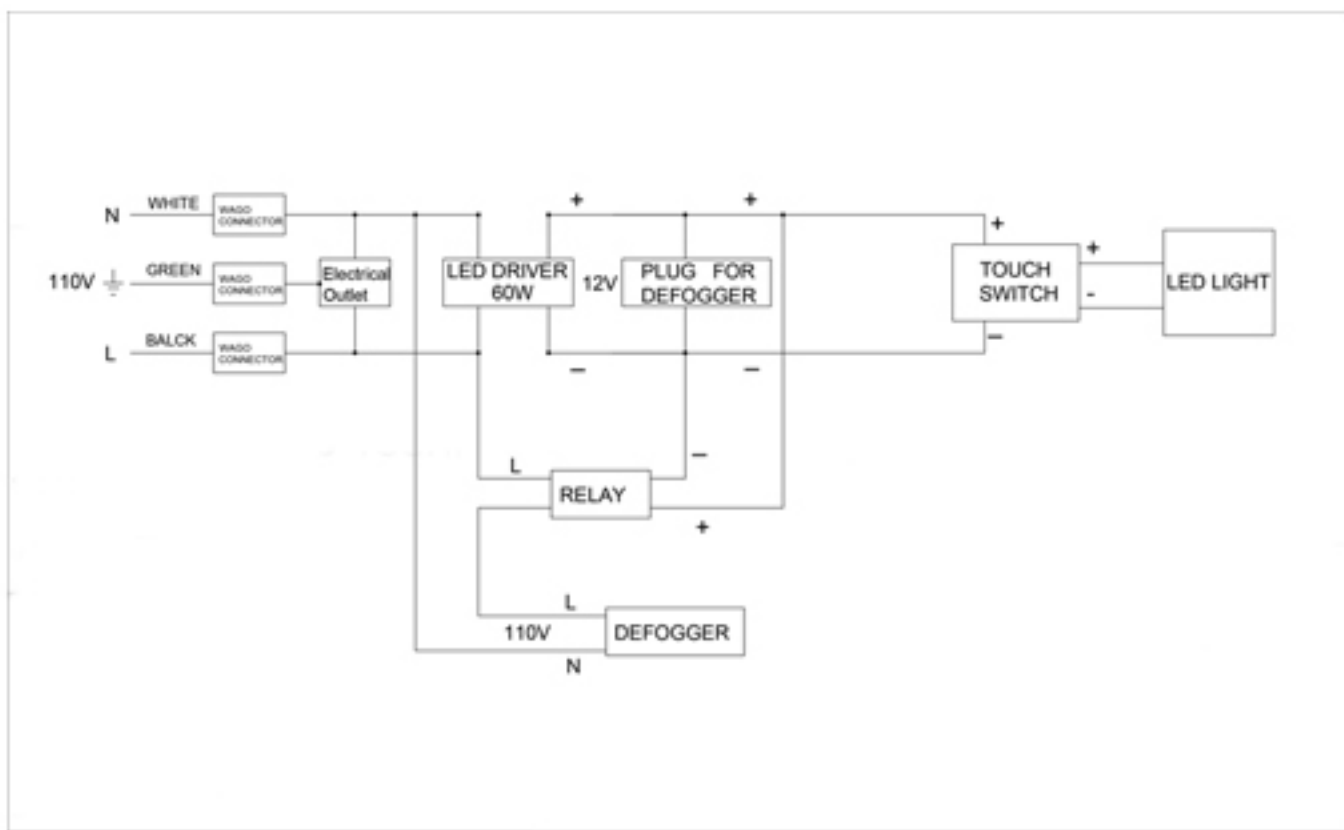 N
WHITE
WAGO
CONNECTOR
110V
GREEN
WAGO
CONNECTOR
L
BALCK
WAGO
CONNECTOR
Electrical
Outlet
LED DRIVER
60W
+
−
12V
PLUG FOR
DEFOGGER
+
−
+
TOUCH
SWITCH
−
+
-
LED LIGHT
L
RELAY
−
+
L
110V
N
DEFOGGER